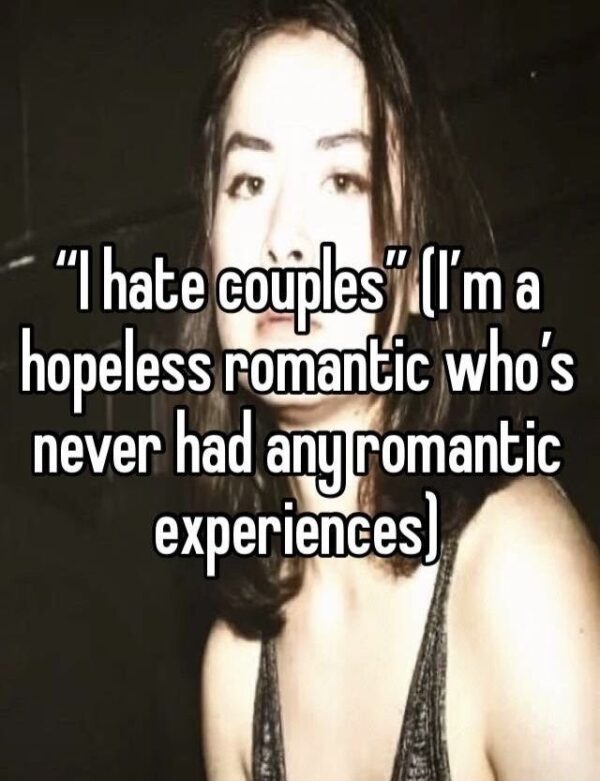 “I hate couples” (I’m a
hopeless romantic who’s
never had any romantic
experiences)